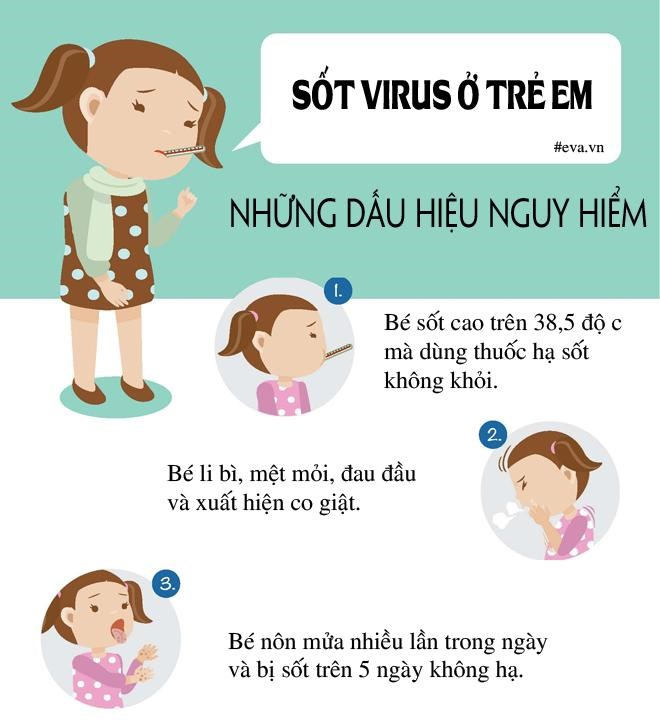 SỐT VIRUS Ở TRẺ EM
#eva.vn
NHỮNG DẤU HIỆU NGUY HIỂM
1.
Bé sốt cao trên 38,5 độ c
mà dùng thuốc hạ sốt
không khỏi.
2.
Bé li bì, mệt mỏi, đau đầu
và xuất hiện co giật.
3.
Bé nôn mửa nhiều lần trong ngày
và bị sốt trên 5 ngày không hạ.